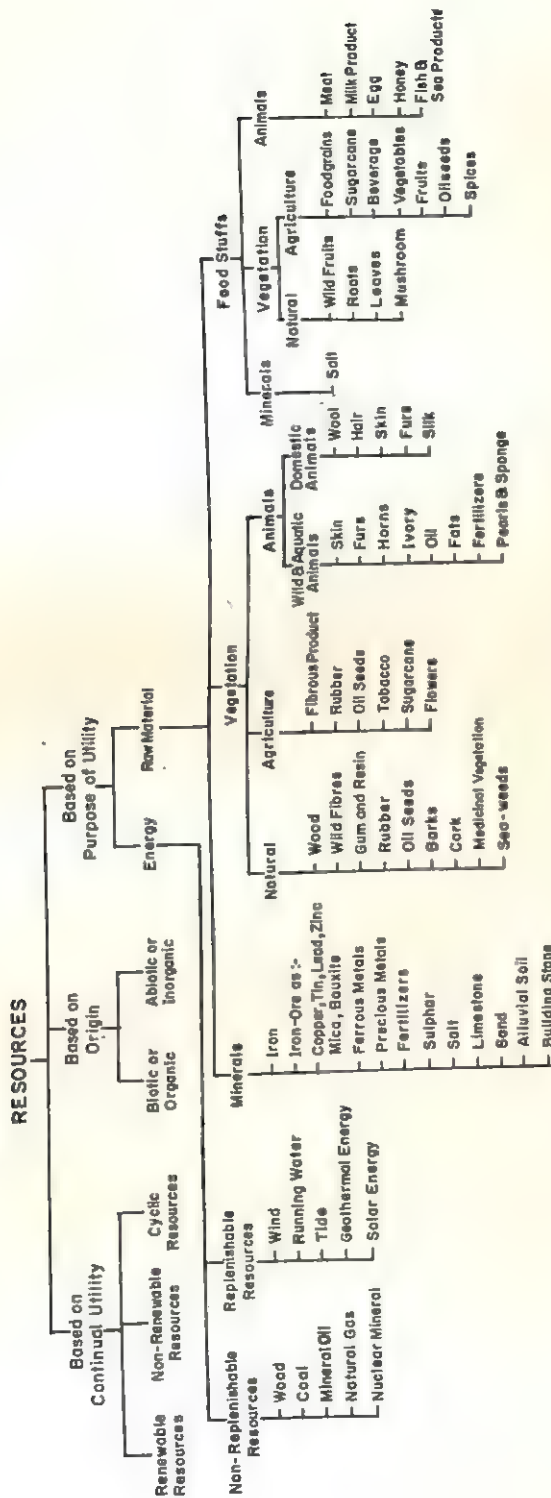 RESOURCES
Based on
Continual Utility
Based on
Origin
Based on
Purpose of Utility
Renewable
Resources
Non-Renewable
Resources
Cyclic
Resources
Biotic or
Organic
Abiotic or
Inorganic
Energy
Raw Material
Non-Replenishable
Resources
Wood
Coal
Mineral Oil
Natural Gas
Nuclear Mineral
Replenishable
Resources
Wind
Running Water
Tide
Geothermal Energy
Solar Energy
Minerals
Iron
Iron-Ore as :-
Copper, Tin, Lead, Zinc
Mica, Bauxite
Ferrous Metals
Precious Metals
Fertilizers
Sulphur
Salt
Limestone
Sand
Alluvial Soil
Building Stone
Vegetation
Natural
Wood
Wild Fibres
Gum and Resin
Rubber
Oil Seeds
Barks
Cork
Medicinal Vegetation
Sea-weeds
Agriculture
Fibrous Product
Rubber
Oil Seeds
Tobacco
Sugarcane
Flowers
Animals
Wild & Aquatic
Animals
Skin
Furs
Horns
Ivory
Oil
Fats
Fertilizers
Pearls & Sponge
Domestic
Animals
Wool
Hair
Skin
Furs
Silk
Food Stuffs
Minerals
Salt
Vegetation
Natural
Wild Fruits
Roots
Leaves
Mushroom
Agriculture
Foodgrains
Sugarcane
Beverage
Vegetables
Fruits
Oilseeds
Spices
Animals
Meat
Milk Product
Egg
Honey
Fish &
Sea Products